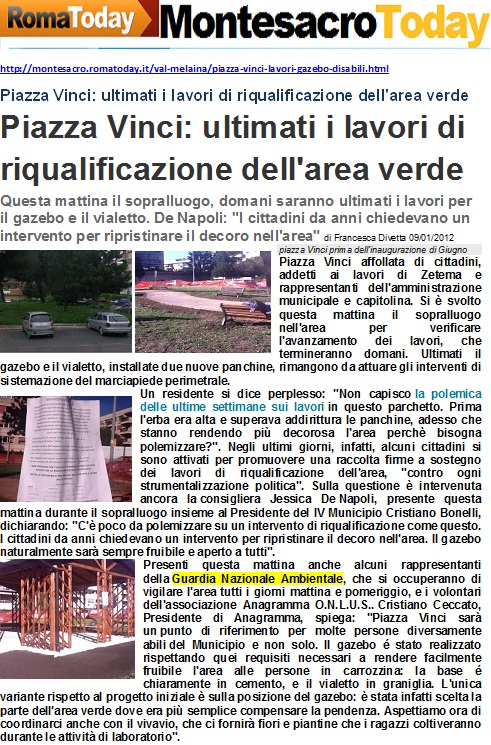 RomaToday MontesacroToday
http://montesacro.romatoday.it/val-melaina/piazza-vinci-lavori-gazebo-disabili.html
Piazza Vinci: ultimati i lavori di riqualificazione dell'area verde
Piazza Vinci: ultimati i lavori di
riqualificazione dell'area verde
Questa mattina il sopralluogo, domani saranno ultimati i lavori per
il gazebo e il vialetto. De Napoli: "I cittadini da anni chiedevano un
intervento per ripristinare il decoro nell'area" di Francesca Divetta 09/01/2012
piazza Vinci prima dell'inaugurazione di Giugno
Piazza Vinci affollata di cittadini,
addetti ai lavori di Zetema e
rappresentanti dell'amministrazione
municipale e capitolina. Si è svolto
questa mattina il sopralluogo
nell'area per verificare
l'avanzamento dei lavori, che
termineranno domani. Ultimati il
gazebo e il vialetto, installate due nuove panchine, rimangono da attuare gli interventi di
sistemazione del marciapiede perimetrale.
Un residente si dice perplesso: "Non capisco la polemica
delle ultime settimane sui lavori in questo parchetto. Prima
l'erba era alta e superava addirittura le panchine, adesso che
stanno rendendo più decorosa l'area perchè bisogna
polemizzare?". Negli ultimi giorni, infatti, alcuni cittadini si
sono attivati per promuovere una raccolta firme a sostegno
dei lavori di riqualificazione dell'area, "contro ogni
strumentalizzazione politica". Sulla questione è intervenuta
ancora la consigliera Jessica De Napoli, presente questa
mattina durante il sopralluogo insieme al Presidente del IV Municipio Cristiano Bonelli,
dichiarando: "C'è poco da polemizzare su un intervento di riqualificazione come questo.
I cittadini da anni chiedevano un intervento per ripristinare il decoro nell'area. Il gazebo
naturalmente sarà sempre fruibile e aperto a tutti".
Presenti questa mattina anche alcuni rappresentanti
della Guardia Nazionale Ambientale, che si occuperanno di
vigilare l'area tutti i giorni mattina e pomeriggio, e i volontari
dell'associazione Anagramma O.N.L.U.S.. Cristiano Ceccato,
Presidente di Anagramma, spiega: "Piazza Vinci sarà
un punto di riferimento per molte persone diversamente
abili del Municipio e non solo. Il gazebo é stato realizzato
rispettando quei requisiti necessari a rendere facilmente
fruibile l'area alle persone in carrozzina: la base é
chiaramente in cemento, e il vialetto in graniglia. L'unica
variante rispetto al progetto iniziale è sulla posizione del gazebo: è stata infatti scelta la
parte dell'area verde dove era più semplice compensare la pendenza. Aspettiamo ora di
coordinarci anche con il vivavio, che ci fornirà fiori e piantine che i ragazzi coltiveranno
durante le attività di laboratorio".